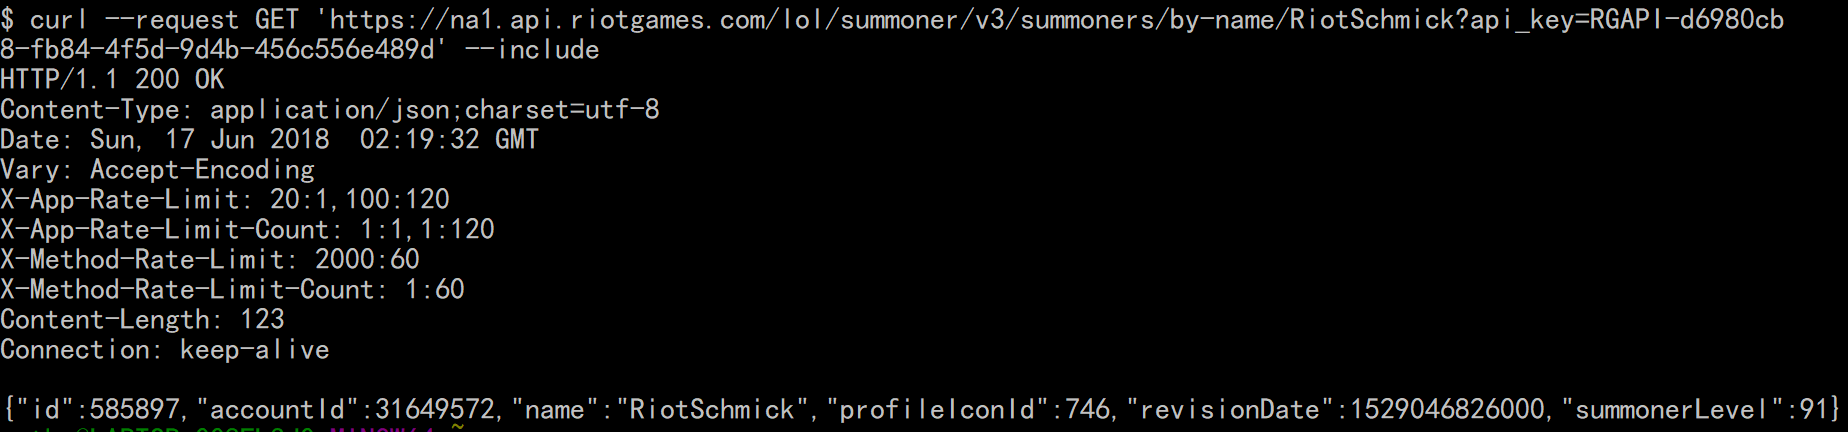 $ curl --request GET 'https://na1.api.riotgames.com/lol/summoner/v3/summoners/by-name/RiotSchmick?api_key=RGAPI-d6980cb
8-fb84-4f5d-9d4b-456c556e489d' --include
HTTP/1.1 200 OK
Content-Type: application/json;charset=utf-8
Date: Sun, 17 Jun 2018  02:19:32 GMT
Vary: Accept-Encoding
X-App-Rate-Limit: 20:1,100:120
X-App-Rate-Limit-Count: 1:1,1:120
X-Method-Rate-Limit: 2000:60
X-Method-Rate-Limit-Count: 1:60
Content-Length: 123
Connection: keep-alive
{"id":585897,"accountId":31649572,"name":"RiotSchmick","profileIconId":746,"revisionDate":1529046826000,"summonerLevel":91}